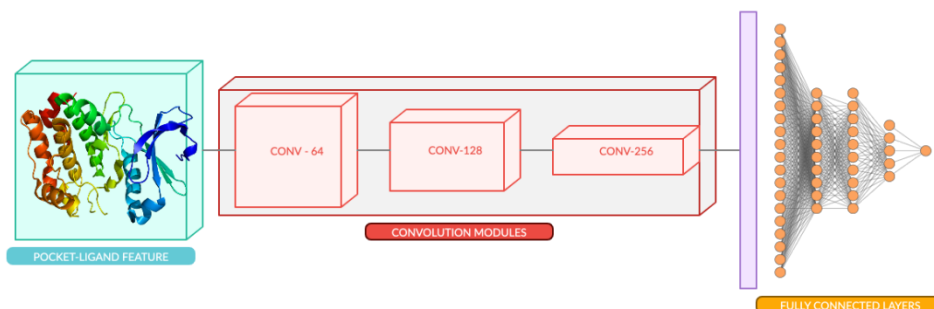 CONV - 64
CONV-128
CONV-256
CONVOLUTION MODULES
POCKET-LIGAND FEATURE
FULLY CONNECTED LAYERS